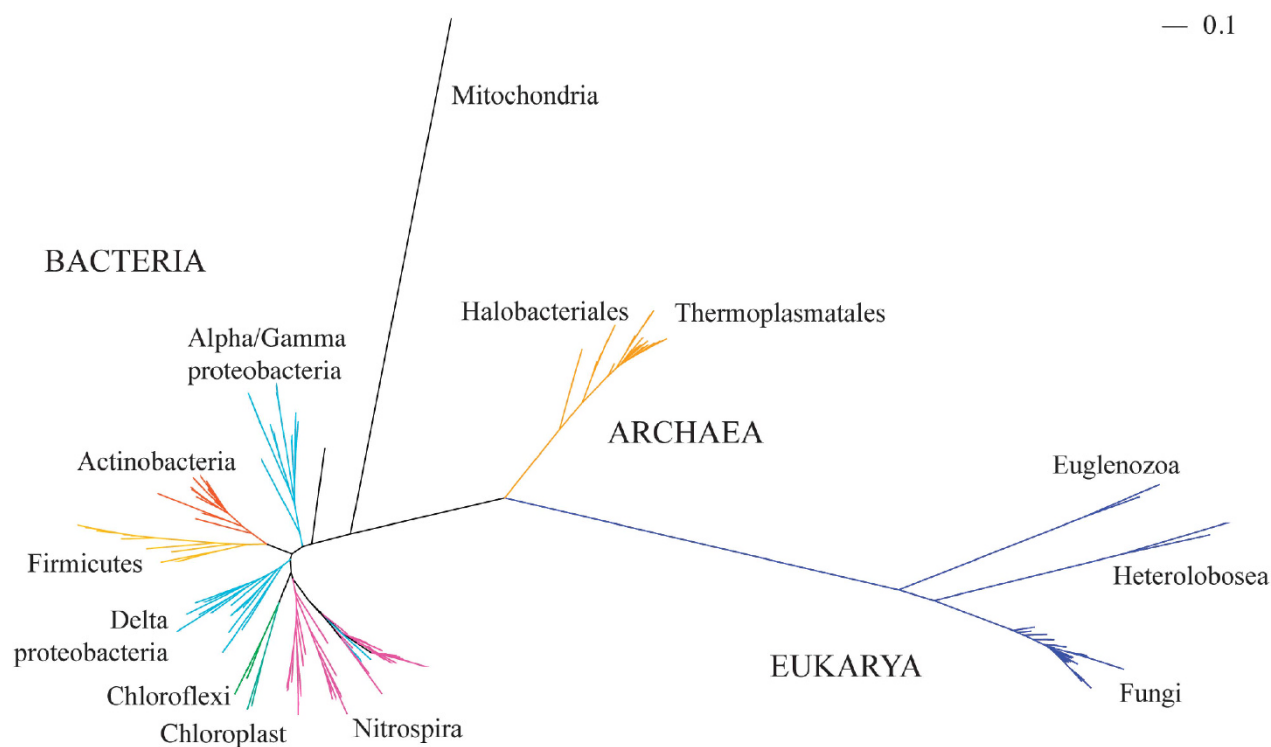 0.1
Mitochondria
BACTERIA
Halobacteriales
Thermoplasmatales
Alpha/Gamma
proteobacteria
ARCHAEA
Actinobacteria
Euglenozoa
Firmicutes
Heterolobosea
Delta
proteobacteria
EUKARYA
Chloroflexi
Fungi
Chloroplast
Nitrospira